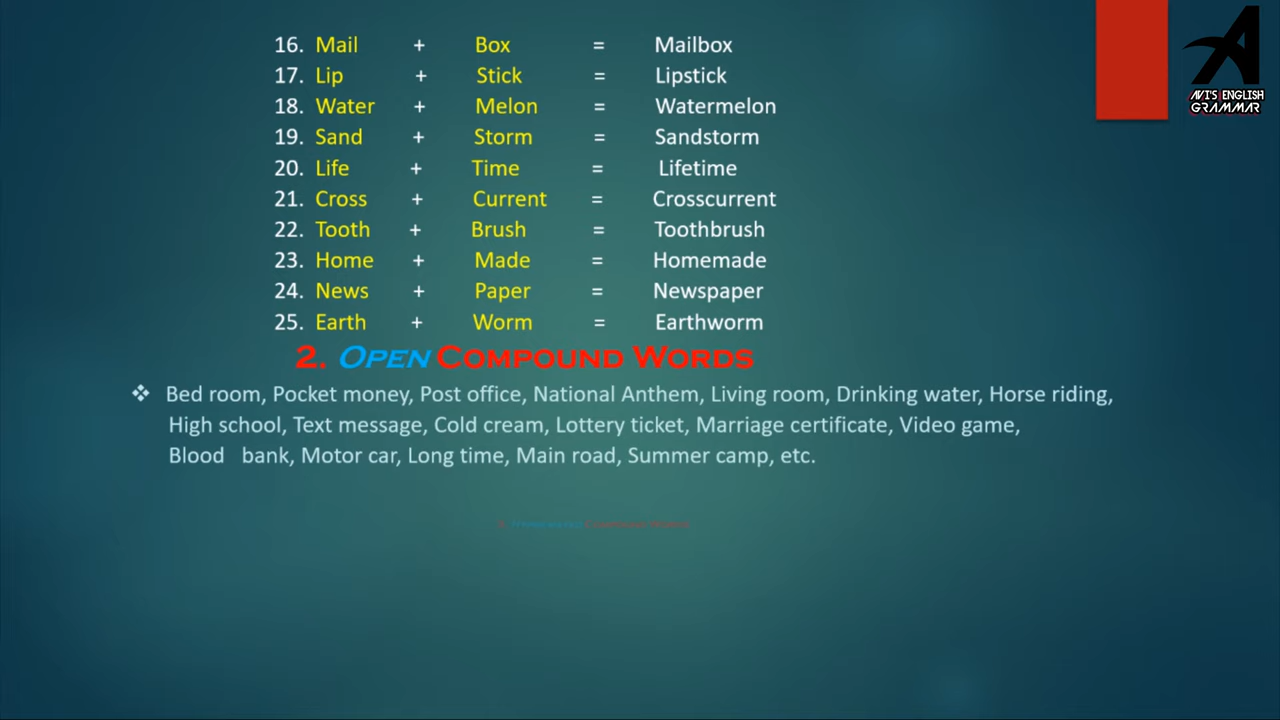 16. Mail + Box = Mailbox
17. Lip + Stick = Lipstick
18. Water + Melon = Watermelon
19. Sand + Storm = Sandstorm
20. Life + Time = Lifetime
21. Cross + Current = Crosscurrent
22. Tooth + Brush = Toothbrush
23. Home + Made = Homemade
24. News + Paper = Newspaper
25. Earth + Worm = Earthworm
2. Open Compound Words
❖ Bed room, Pocket money, Post office, National Anthem, Living room, Drinking water, Horse riding,
High school, Text message, Cold cream, Lottery ticket, Marriage certificate, Video game,
Blood bank, Motor car, Long time, Main road, Summer camp, etc.
AVI'S ENGLISH
GRAMMAR